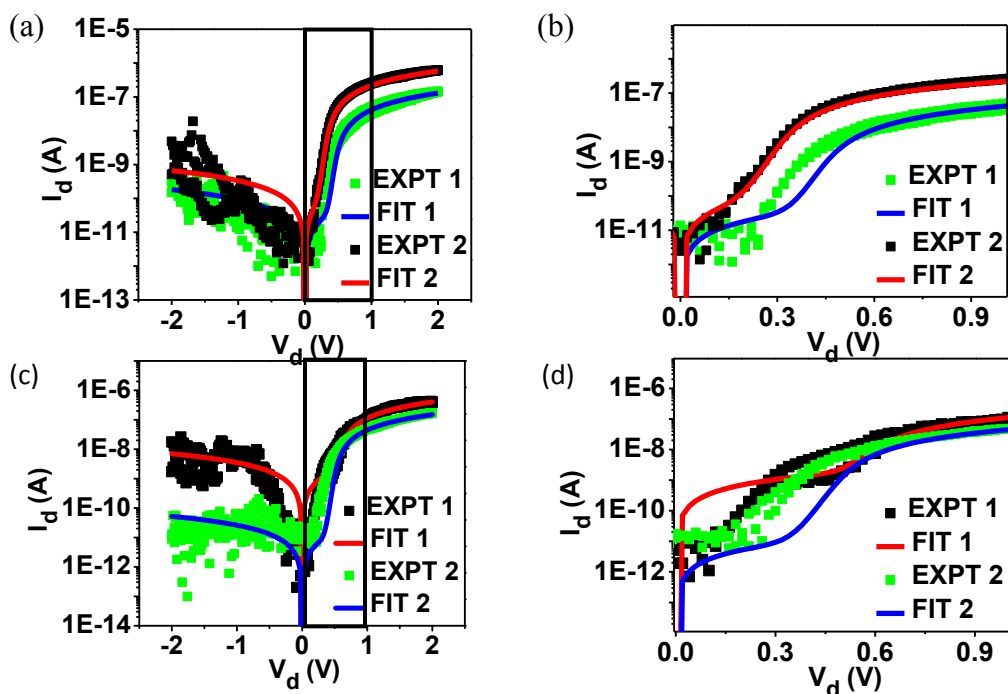 (a)
1E-5
1E-7
1E-9
1E-11
1E-13
I_d (A)
-2 -1 0 1 2
V_d (V)
EXPT 1
FIT 1
EXPT 2
FIT 2
(b)
1E-7
1E-9
1E-11
I_d (A)
0.0 0.3 0.6 0.9
V_d (V)
EXPT 1
FIT 1
EXPT 2
FIT 2
(c)
1E-6
1E-8
1E-10
1E-12
1E-14
I_d (A)
-2 -1 0 1 2
V_d (V)
EXPT 1
FIT 1
EXPT 2
FIT 2
(d)
1E-6
1E-8
1E-10
1E-12
I_d (A)
0.0 0.3 0.6 0.9
V_d (V)
EXPT 1
FIT 1
EXPT 2
FIT 2